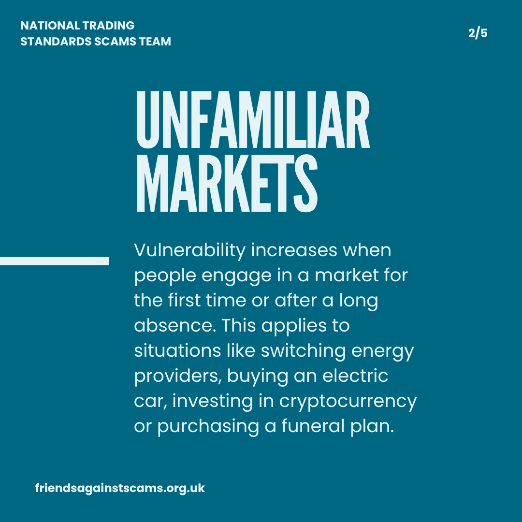 NATIONAL TRADING
STANDARDS SCAMS TEAM
2/5
UNFAMILIAR
MARKETS
Vulnerability increases when
people engage in a market for
the first time or after a long
absence. This applies to
situations like switching energy
providers, buying an electric
car, investing in cryptocurrency
or purchasing a funeral plan.
friendsagainstscams.org.uk